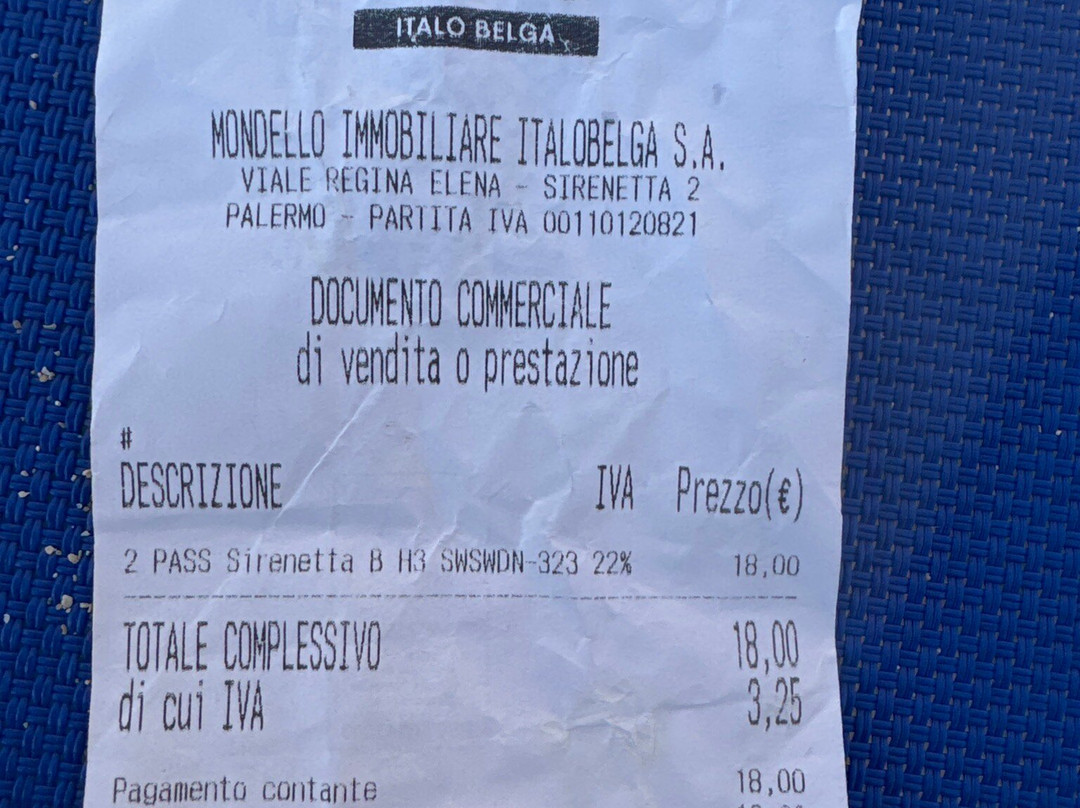 ITALO BELGA
MONDELLO IMMOBILIARE ITALOBELGA S.A.
VIALE REGINA ELENA - SIRENETTA 2
PALERMO - PARTITA IVA 00110120821
DOCUMENTO COMMERCIALE
di vendita o prestazione
#
DESCRIZIONE IVA Prezzo(€)
2 PASS Sirenetta B H3 SWSWDN-323 22% 18,00
TOTALE COMPLESSIVO 18,00
di cui IVA 3,25
Pagamento contante 18,00